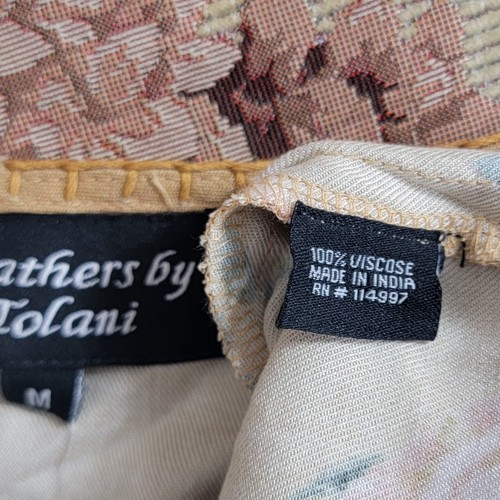 athers by
Tolani
M
100% VISCOSE
MADE IN INDIA
RN # 114997